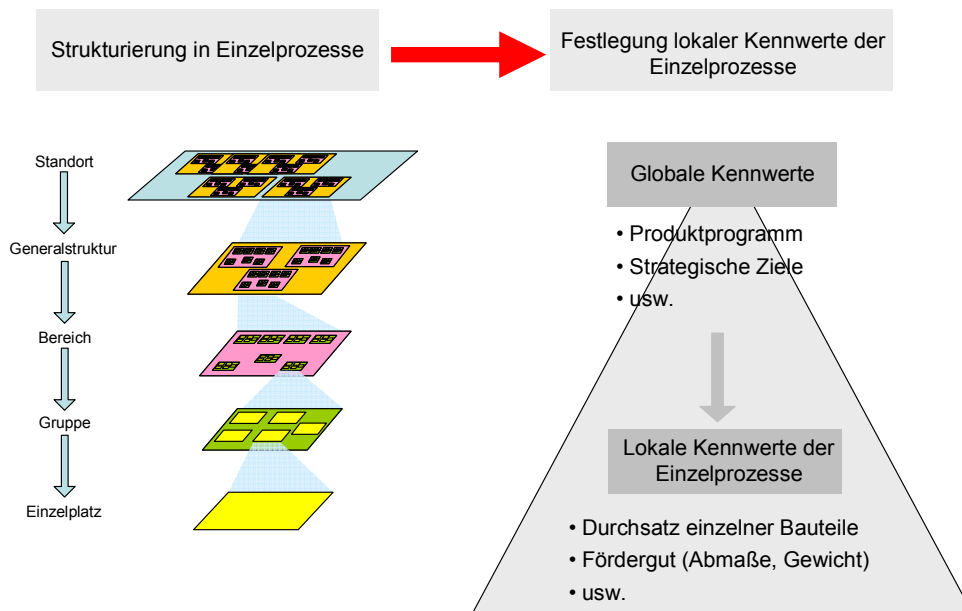 Strukturierung in Einzelprozesse
Festlegung lokaler Kennwerte der
Einzelprozesse
Standort
Generalstruktur
Bereich
Gruppe
Einzelplatz
Globale Kennwerte
• Produktprogramm
• Strategische Ziele
• usw.
Lokale Kennwerte der
Einzelprozesse
• Durchsatz einzelner Bauteile
• Fördergut (Abmaße, Gewicht)
• usw.